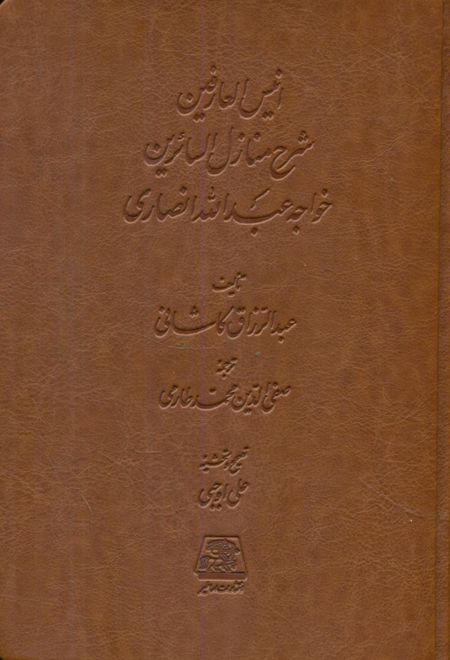 انیس العارفین
شرح منازل السائرین
خواجه عبدالله انصاری
تألیف
عبدالرزاق کاشانی
ترجمه
صفی الدین محمد طارمی
تصحیح و تحشیه
علی اوجبی